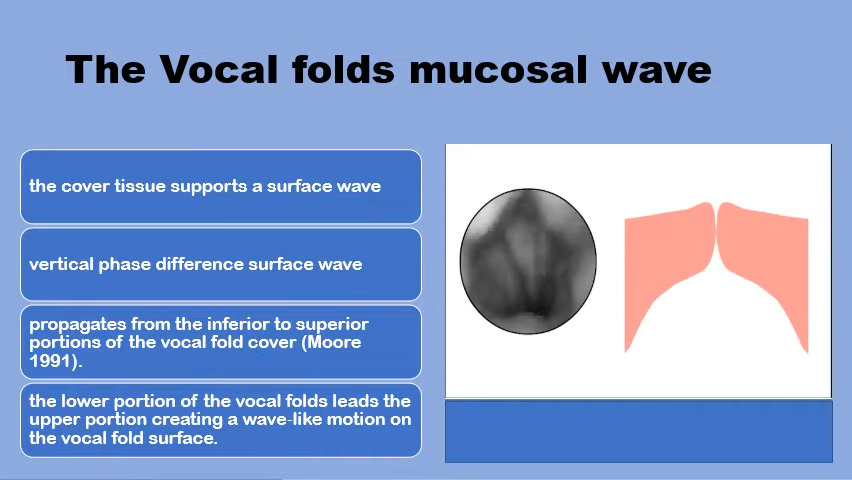 The Vocal folds mucosal wave
the cover tissue supports a surface wave
vertical phase difference surface wave
propagates from the inferior to superior
portions of the vocal fold cover (Moore
1991).
the lower portion of the vocal folds leads the
upper portion creating a wave-like motion on
the vocal fold surface.